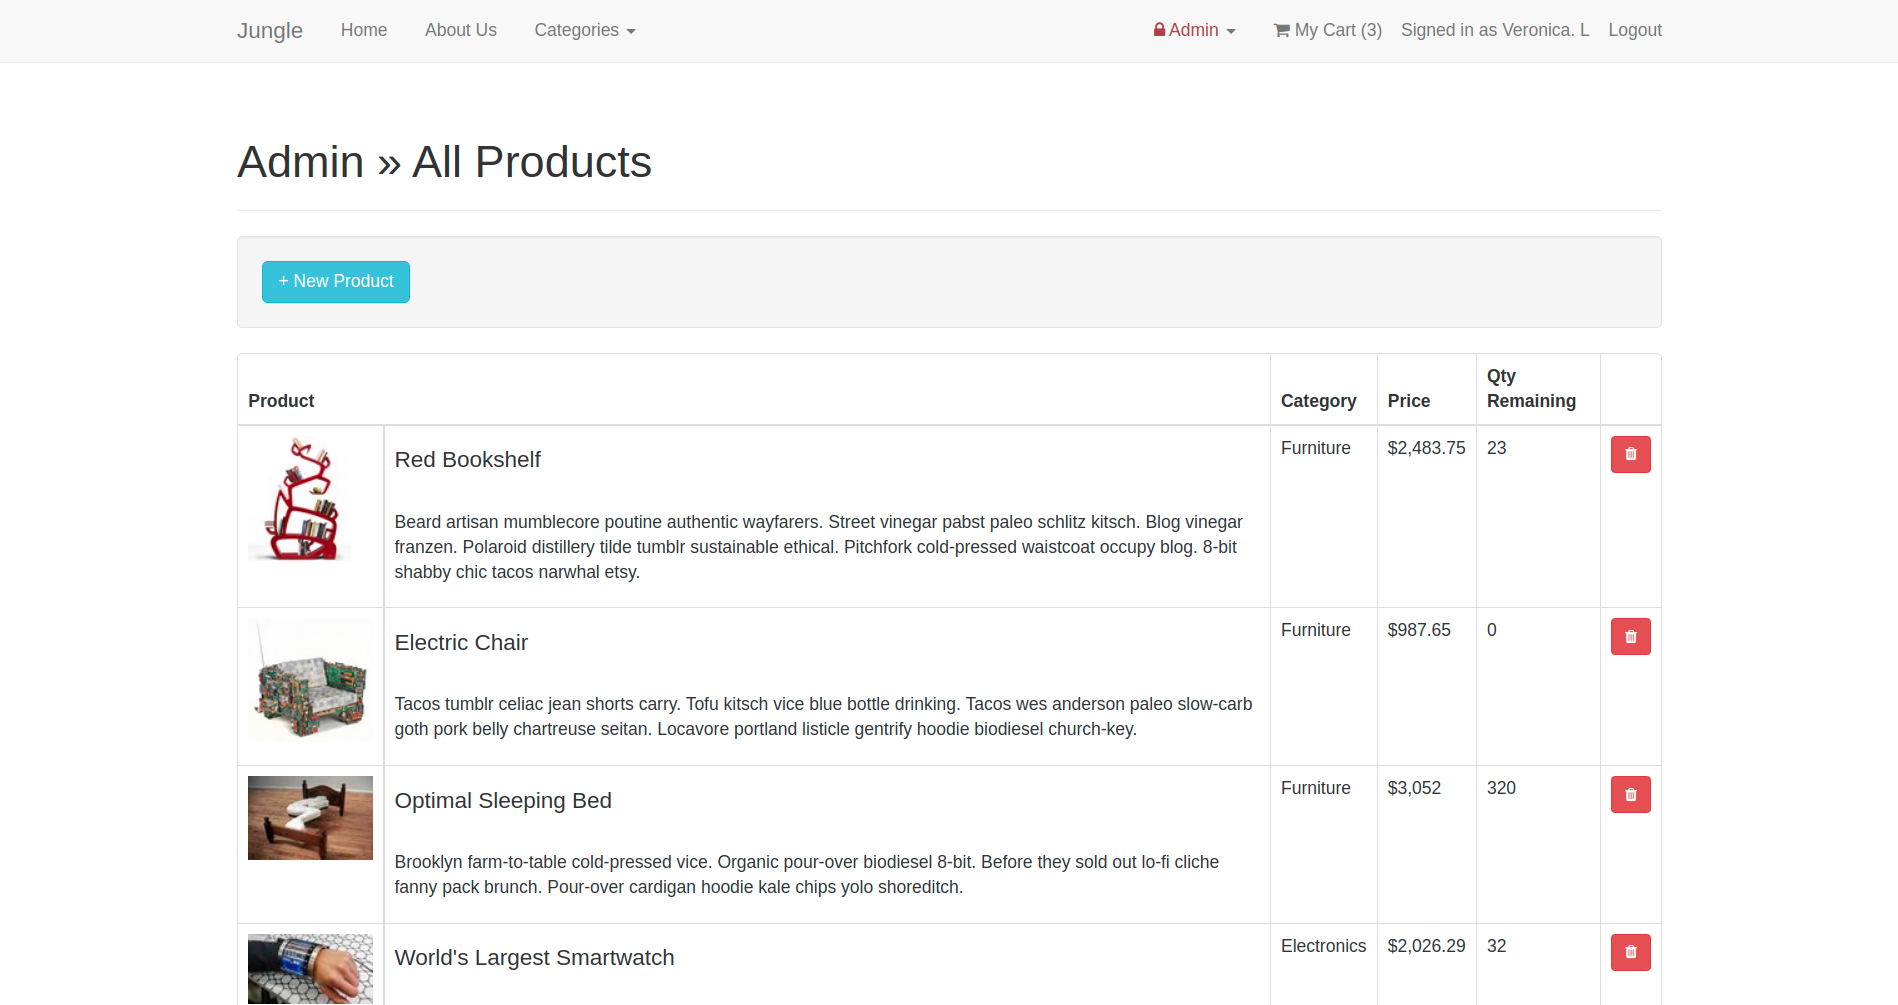 Jungle Home About Us Categories Admin My Cart (3) Signed in as Veronica. L Logout
Admin » All Products
+ New Product
Product Category Price Qty Remaining
Red Bookshelf Furniture $2,483.75 23
Beard artisan mumblecore poutine authentic wayfarers. Street vinegar pabst paleo schlitz kitsch. Blog vinegar
franzen. Polaroid distillery tilde tumblr sustainable ethical. Pitchfork cold-pressed waistcoat occupy blog. 8-bit
shabby chic tacos narwhal etsy.
Electric Chair Furniture $987.65 0
Tacos tumblr celiac jean shorts carry. Tofu kitsch vice blue bottle drinking. Tacos wes anderson paleo slow-carb
goth pork belly chartreuse seitan. Locavore portland listicle gentrify hoodie biodiesel church-key.
Optimal Sleeping Bed Furniture $3,052 320
Brooklyn farm-to-table cold-pressed vice. Organic pour-over biodiesel 8-bit. Before they sold out lo-fi cliche
fanny pack brunch. Pour-over cardigan hoodie kale chips yolo shoreditch.
World's Largest Smartwatch Electronics $2,026.29 32